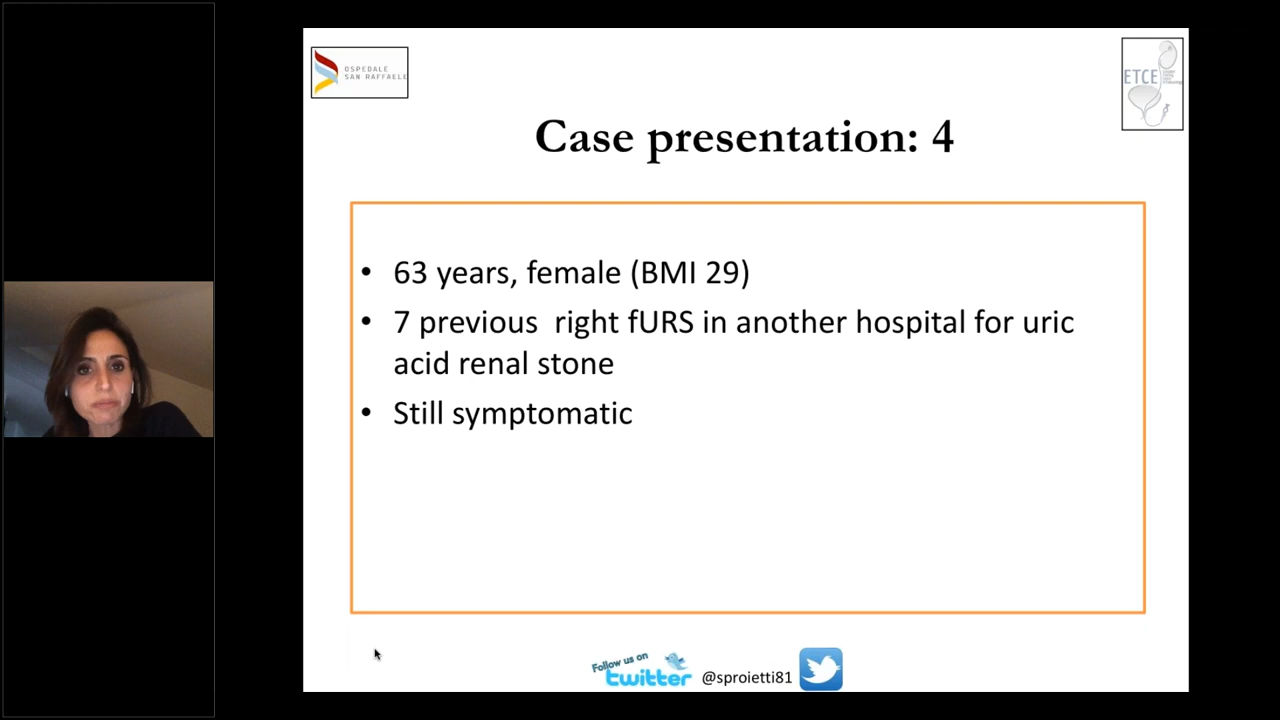 OSPEDALE
SAN RAFFAELE
ETCE
Case presentation: 4
• 63 years, female (BMI 29)
• 7 previous right fURS in another hospital for uric
acid renal stone
• Still symptomatic
Follow us on
twitter
@sproietti81